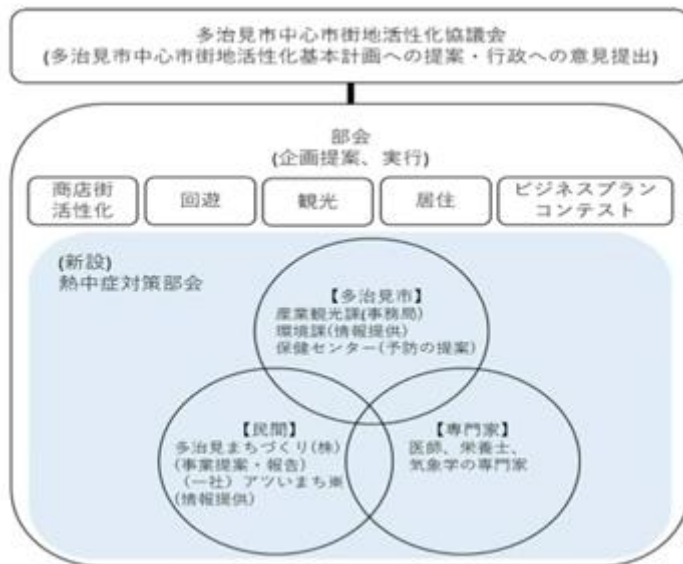 多治見市中心市街地活性化協議会
(多治見市中心市街地活性化基本計画への提案・行政への意見提出)
部会
(企画提案、実行)
商店街
活性化
回遊
観光
居住
ビジネスプラン
コンテスト
(新設)
熱中症対策部会
【多治見市】
産業観光課(事務局)
環境課(情報提供)
保健センター(予防の提案)
【民間】
多治見まちづくり(株)
(事業提案・報告)
(一社)アツいまち東
(情報提供)
【専門家】
医師、栄養士、
気象学の専門家